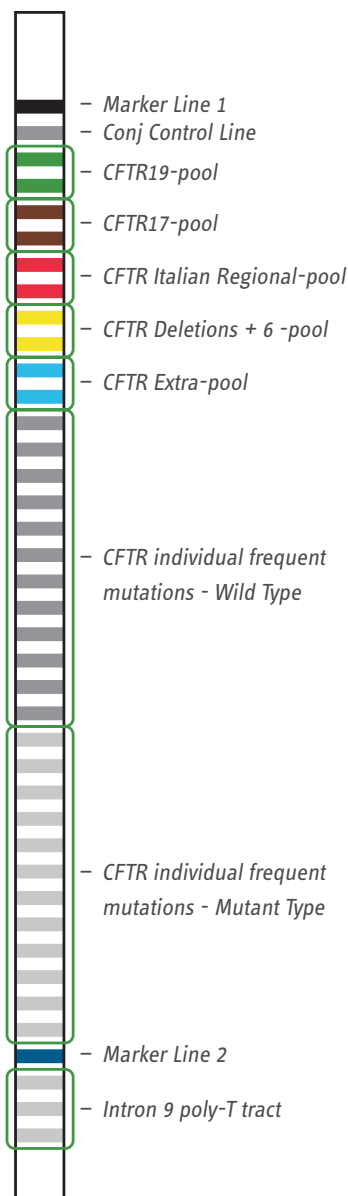 – Marker Line 1
– Conj Control Line
– CFTR19-pool
– CFTR17-pool
– CFTR Italian Regional-pool
– CFTR Deletions + 6 -pool
– CFTR Extra-pool
– CFTR individual frequent
mutations - Wild Type
– CFTR individual frequent
mutations - Mutant Type
– Marker Line 2
– Intron 9 poly-T tract